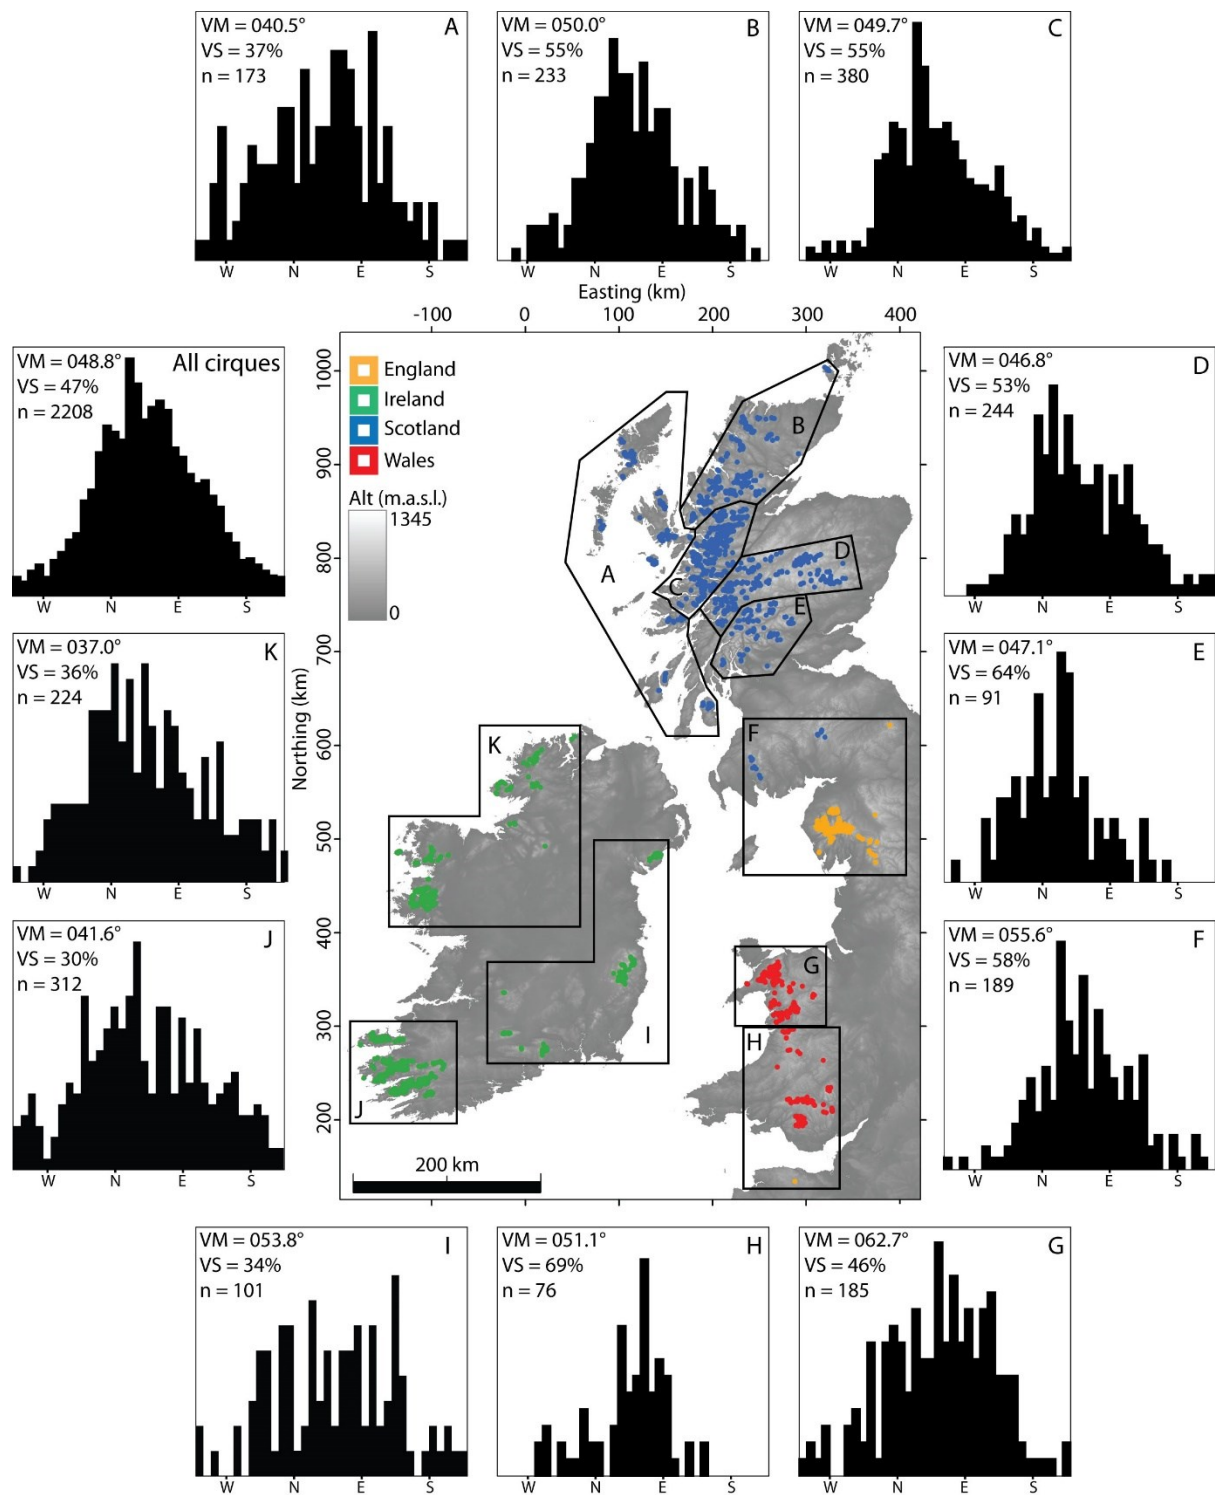 VM = 040.5°
VS = 37%
n = 173
A
W N E S
VM = 050.0°
VS = 55%
n = 233
B
W N E S
VM = 049.7°
VS = 55%
n = 380
C
W N E S
Easting (km)
-100 0 100 200 300 400
VM = 048.8°
VS = 47%
n = 2208
All cirques
W N E S
VM = 037.0°
VS = 36%
n = 224
K
W N E S
VM = 041.6°
VS = 30%
n = 312
J
W N E S
Northing (km)
1000
900
800
700
600
500
400
300
200
England
Ireland
Scotland
Wales
Alt (m.a.s.l.)
1345
0
B
A
D
C
E
F
K
G
I
H
J
200 km
VM = 046.8°
VS = 53%
n = 244
D
W N E S
VM = 047.1°
VS = 64%
n = 91
E
W N E S
VM = 055.6°
VS = 58%
n = 189
F
W N E S
VM = 053.8°
VS = 34%
n = 101
I
W N E S
VM = 051.1°
VS = 69%
n = 76
H
W N E S
VM = 062.7°
VS = 46%
n = 185
G
W N E S